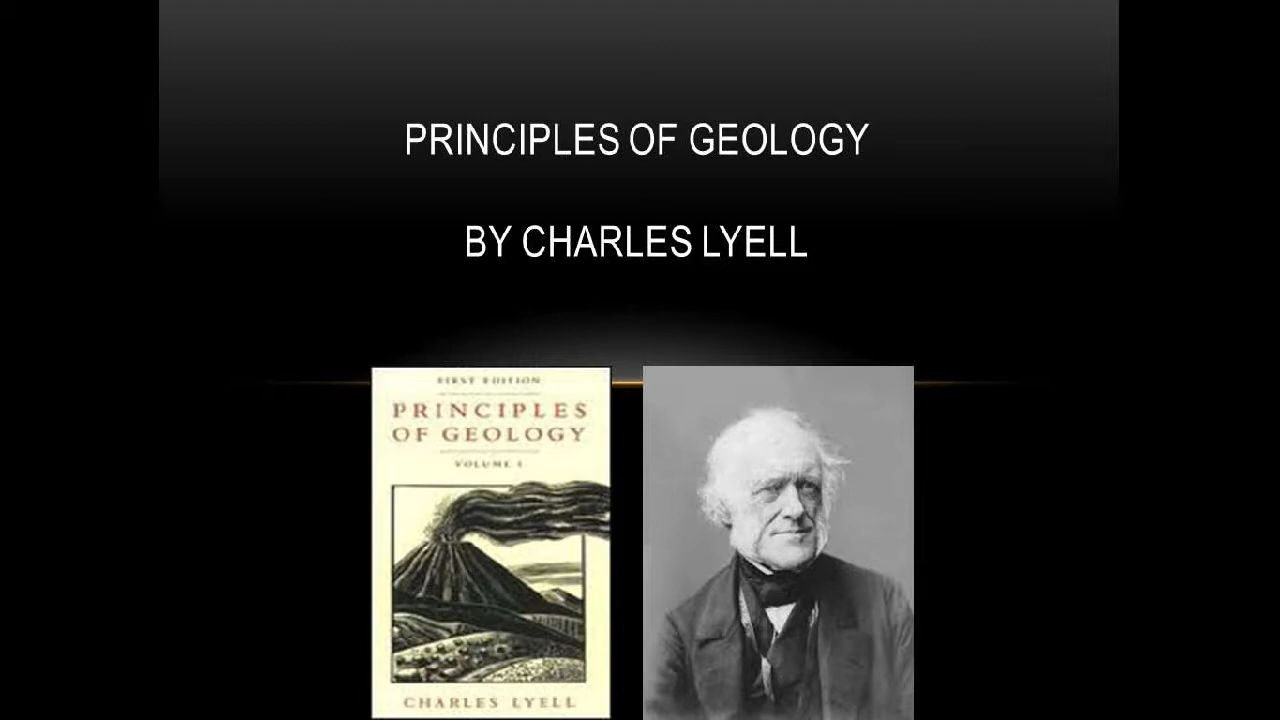 PRINCIPLES OF GEOLOGY
BY CHARLES LYELL
FIRST EDITION
PRINCIPLES
OF GEOLOGY
VOLUME I
CHARLES LYELL